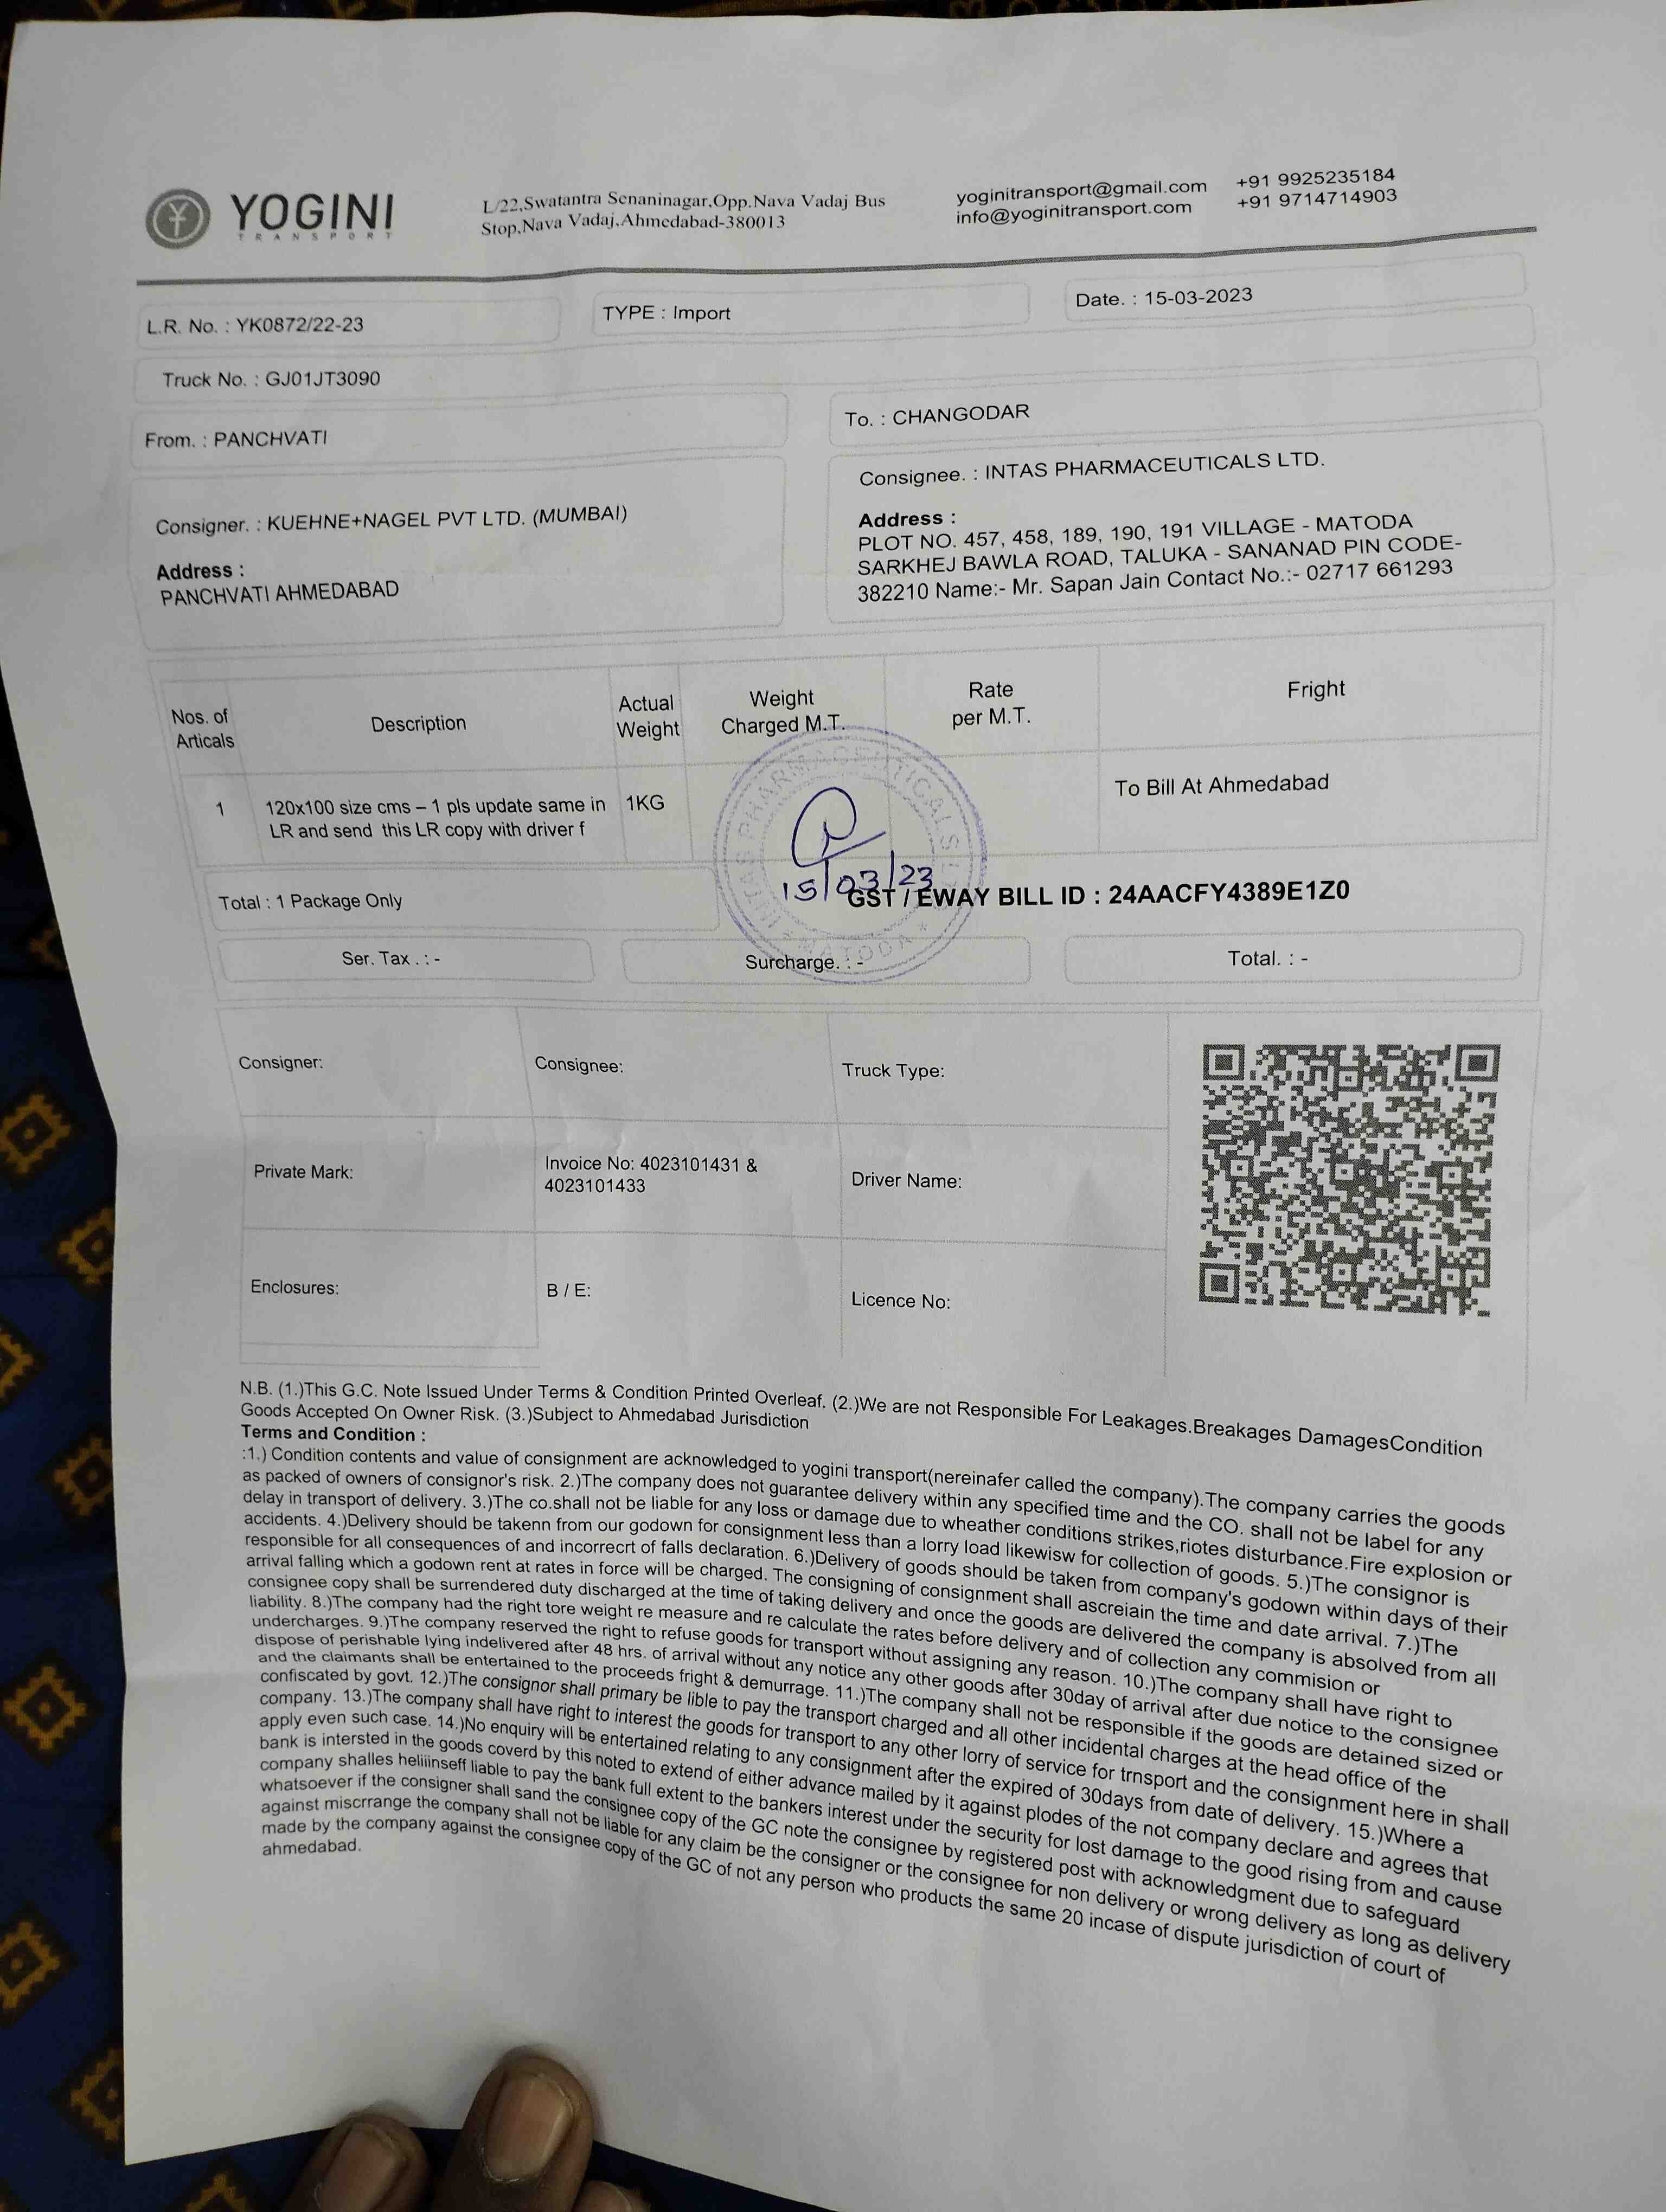 YOGINI
TRANSPORT
L/22,Swatantra Senaninagar,Opp.Nava Vadaj Bus
Stop,Nava Vadaj,Ahmedabad-380013
yoginitransport@gmail.com
info@yoginitransport.com
+91 9925235184
+91 9714714903
L.R. No. : YK0872/22-23
TYPE : Import
Date. : 15-03-2023
Truck No. : GJ01JT3090
From. : PANCHVATI
To. : CHANGODAR
Consigner. : KUEHNE+NAGEL PVT LTD. (MUMBAI)
Address :
PANCHVATI AHMEDABAD
Consignee. : INTAS PHARMACEUTICALS LTD.
Address :
PLOT NO. 457, 458, 189, 190, 191 VILLAGE - MATODA
SARKHEJ BAWLA ROAD, TALUKA - SANANAD PIN CODE-
382210 Name:- Mr. Sapan Jain Contact No.:- 02717 661293
Nos. of
Articals
Description
Actual
Weight
Weight
Charged M.T.
Rate
per M.T.
Fright
1
120x100 size cms – 1 pls update same in
LR and send this LR copy with driver f
1KG
To Bill At Ahmedabad
INTAS PHARMACEUTICALS
* MATODA *
15/03/23
Total : 1 Package Only
GST / EWAY BILL ID : 24AACFY4389E1Z0
Ser. Tax . : -
Surcharge. : -
Total. : -
Consigner:
Consignee:
Truck Type:
Private Mark:
Invoice No: 4023101431 &
4023101433
Driver Name:
Enclosures:
B / E:
Licence No:
N.B. (1.)This G.C. Note Issued Under Terms & Condition Printed Overleaf. (2.)We are not Responsible For Leakages.Breakages DamagesCondition
Goods Accepted On Owner Risk. (3.)Subject to Ahmedabad Jurisdiction
Terms and Condition :
:1.) Condition contents and value of consignment are acknowledged to yogini transport(nereinafer called the company).The company carries the goods
as packed of owners of consignor's risk. 2.)The company does not guarantee delivery within any specified time and the CO. shall not be label for any
delay in transport of delivery. 3.)The co.shall not be liable for any loss or damage due to wheather conditions strikes,riotes disturbance.Fire explosion or
accidents. 4.)Delivery should be takenn from our godown for consignment less than a lorry load likewisw for collection of goods. 5.)The consignor is
responsible for all consequences of and incorrecrt of falls declaration. 6.)Delivery of goods should be taken from company's godown within days of their
arrival falling which a godown rent at rates in force will be charged. The consigning of consignment shall ascreiain the time and date arrival. 7.)The
consignee copy shall be surrendered duty discharged at the time of taking delivery and once the goods are delivered the company is absolved from all
liability. 8.)The company had the right tore weight re measure and re calculate the rates before delivery and of collection any commision or
undercharges. 9.)The company reserved the right to refuse goods for transport without assigning any reason. 10.)The company shall have right to
dispose of perishable lying indelivered after 48 hrs. of arrival without any notice any other goods after 30day of arrival after due notice to the consignee
and the claimants shall be entertained to the proceeds fright & demurrage. 11.)The company shall not be responsible if the goods are detained sized or
confiscated by govt. 12.)The consignor shall primary be lible to pay the transport charged and all other incidental charges at the head office of the
company. 13.)The company shall have right to interest the goods for transport to any other lorry of service for trnsport and the consignment here in shall
apply even such case. 14.)No enquiry will be entertained relating to any consignment after the expired of 30days from date of delivery. 15.)Where a
bank is intersted in the goods coverd by this noted to extend of either advance mailed by it against plodes of the not company declare and agrees that
company shalles heliiinseff liable to pay the bank full extent to the bankers interest under the security for lost damage to the good rising from and cause
whatsoever if the consigner shall sand the consignee copy of the GC note the consignee by registered post with acknowledgment due to safeguard
against miscrrange the company shall not be liable for any claim be the consigner or the consignee for non delivery or wrong delivery as long as delivery
made by the company against the consignee copy of the GC of not any person who products the same 20 incase of dispute jurisdiction of court of
ahmedabad.